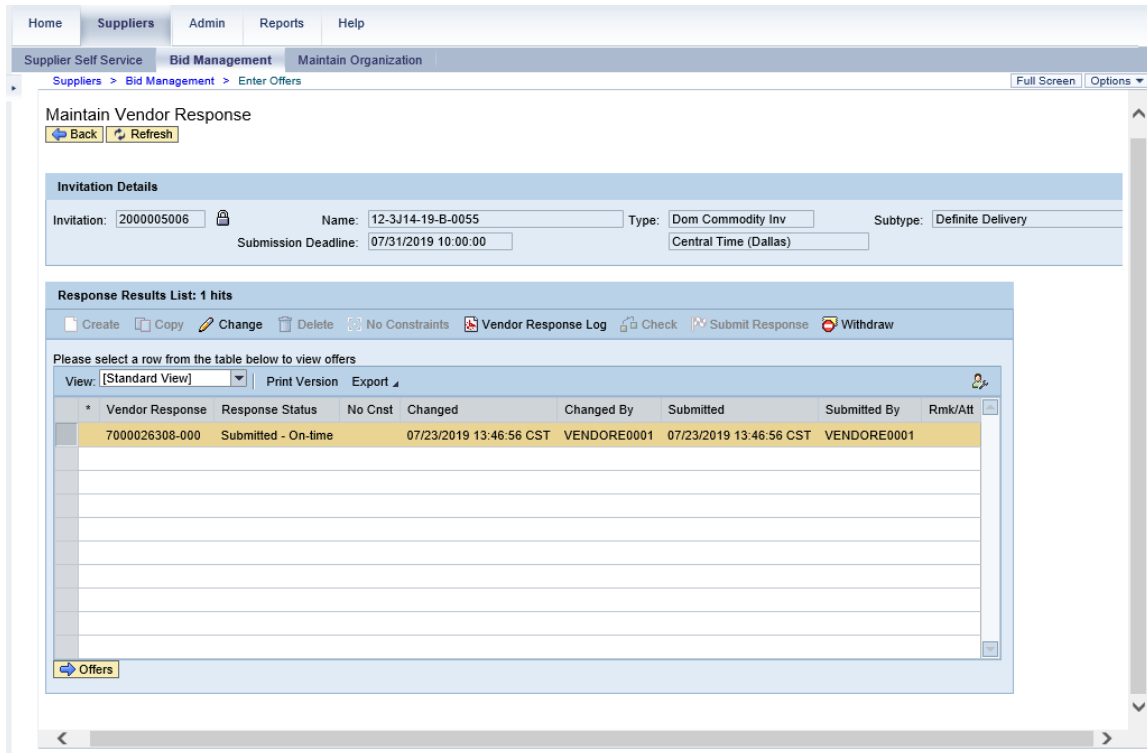 Home Suppliers Admin Reports Help
Supplier Self Service Bid Management Maintain Organization
Suppliers > Bid Management > Enter Offers Full Screen Options
Maintain Vendor Response
Back Refresh
Invitation Details
Invitation: 2000005006 Name: 12-3J14-19-B-0055 Type: Dom Commodity Inv Subtype: Definite Delivery
Submission Deadline: 07/31/2019 10:00:00 Central Time (Dallas)
Response Results List: 1 hits
Create Copy Change Delete No Constraints Vendor Response Log Check Submit Response Withdraw
Please select a row from the table below to view offers
View: [Standard View] Print Version Export
* Vendor Response Response Status No Cnst Changed Changed By Submitted Submitted By Rmk/Att
7000026308-000 Submitted - On-time 07/23/2019 13:46:56 CST VENDORE0001 07/23/2019 13:46:56 CST VENDORE0001
Offers